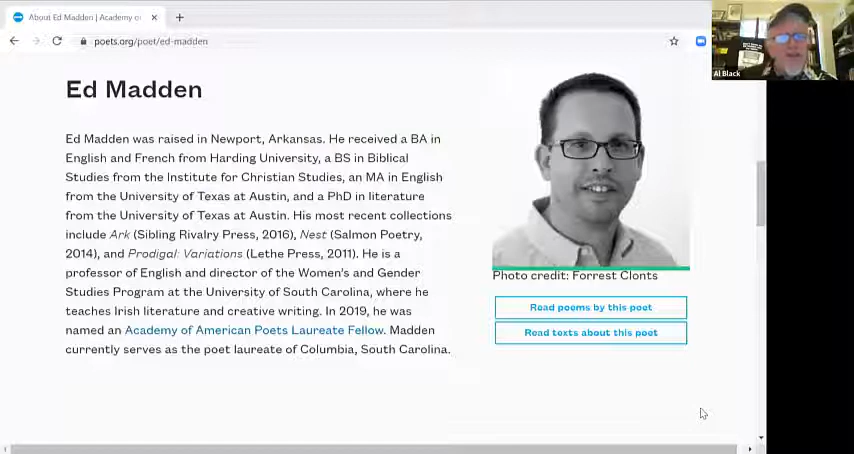 About Ed Madden | Academy o
poets.org/poet/ed-madden
Al Black
Ed Madden
Ed Madden was raised in Newport, Arkansas. He received a BA in
English and French from Harding University, a BS in Biblical
Studies from the Institute for Christian Studies, an MA in English
from the University of Texas at Austin, and a PhD in literature
from the University of Texas at Austin. His most recent collections
include Ark (Sibling Rivalry Press, 2016), Nest (Salmon Poetry,
2014), and Prodigal: Variations (Lethe Press, 2011). He is a
professor of English and director of the Women's and Gender
Studies Program at the University of South Carolina, where he
teaches Irish literature and creative writing. In 2019, he was
named an Academy of American Poets Laureate Fellow. Madden
currently serves as the poet laureate of Columbia, South Carolina.
Photo credit: Forrest Clonts
Read poems by this poet
Read texts about this poet